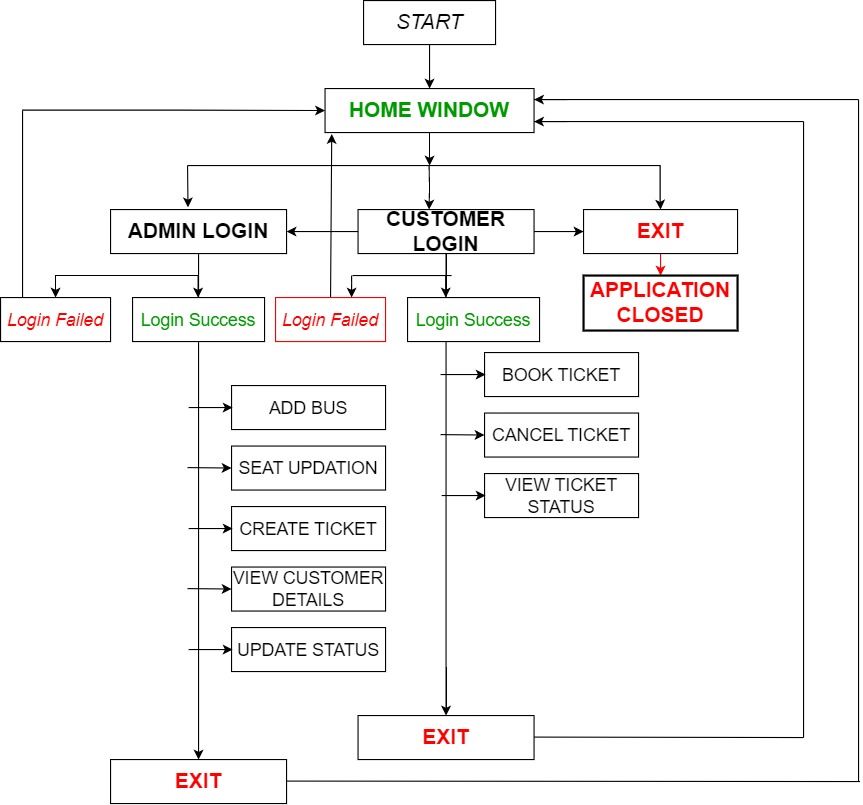 START
HOME WINDOW
ADMIN LOGIN
CUSTOMER
LOGIN
EXIT
APPLICATION
CLOSED
Login Failed
Login Success
Login Failed
Login Success
BOOK TICKET
ADD BUS
CANCEL TICKET
SEAT UPDATION
VIEW TICKET
STATUS
CREATE TICKET
VIEW CUSTOMER
DETAILS
UPDATE STATUS
EXIT
EXIT